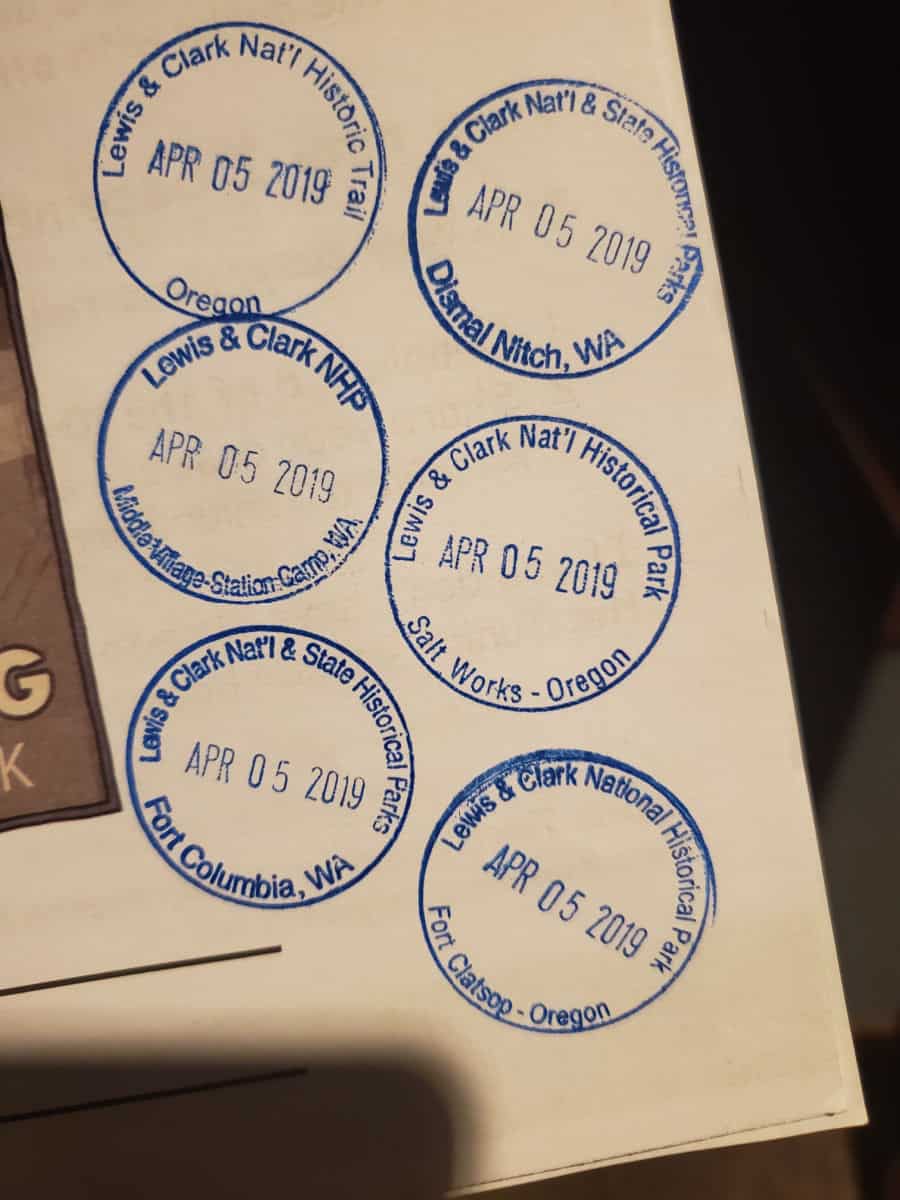 Lewis & Clark Nat'l Historic Trail
APR 05 2019
Oregon
Lewis & Clark Nat'l & State Historical Parks
APR 05 2019
Dismal Nitch, WA
Lewis & Clark NHP
APR 05 2019
Middle Village-Station Camp, WA
Lewis & Clark Nat'l Historical Park
APR 05 2019
Salt Works - Oregon
Lewis & Clark Nat'l & State Historical Parks
APR 05 2019
Fort Columbia, WA
Lewis & Clark National Historical Park
APR 05 2019
Fort Clatsop - Oregon
G
K